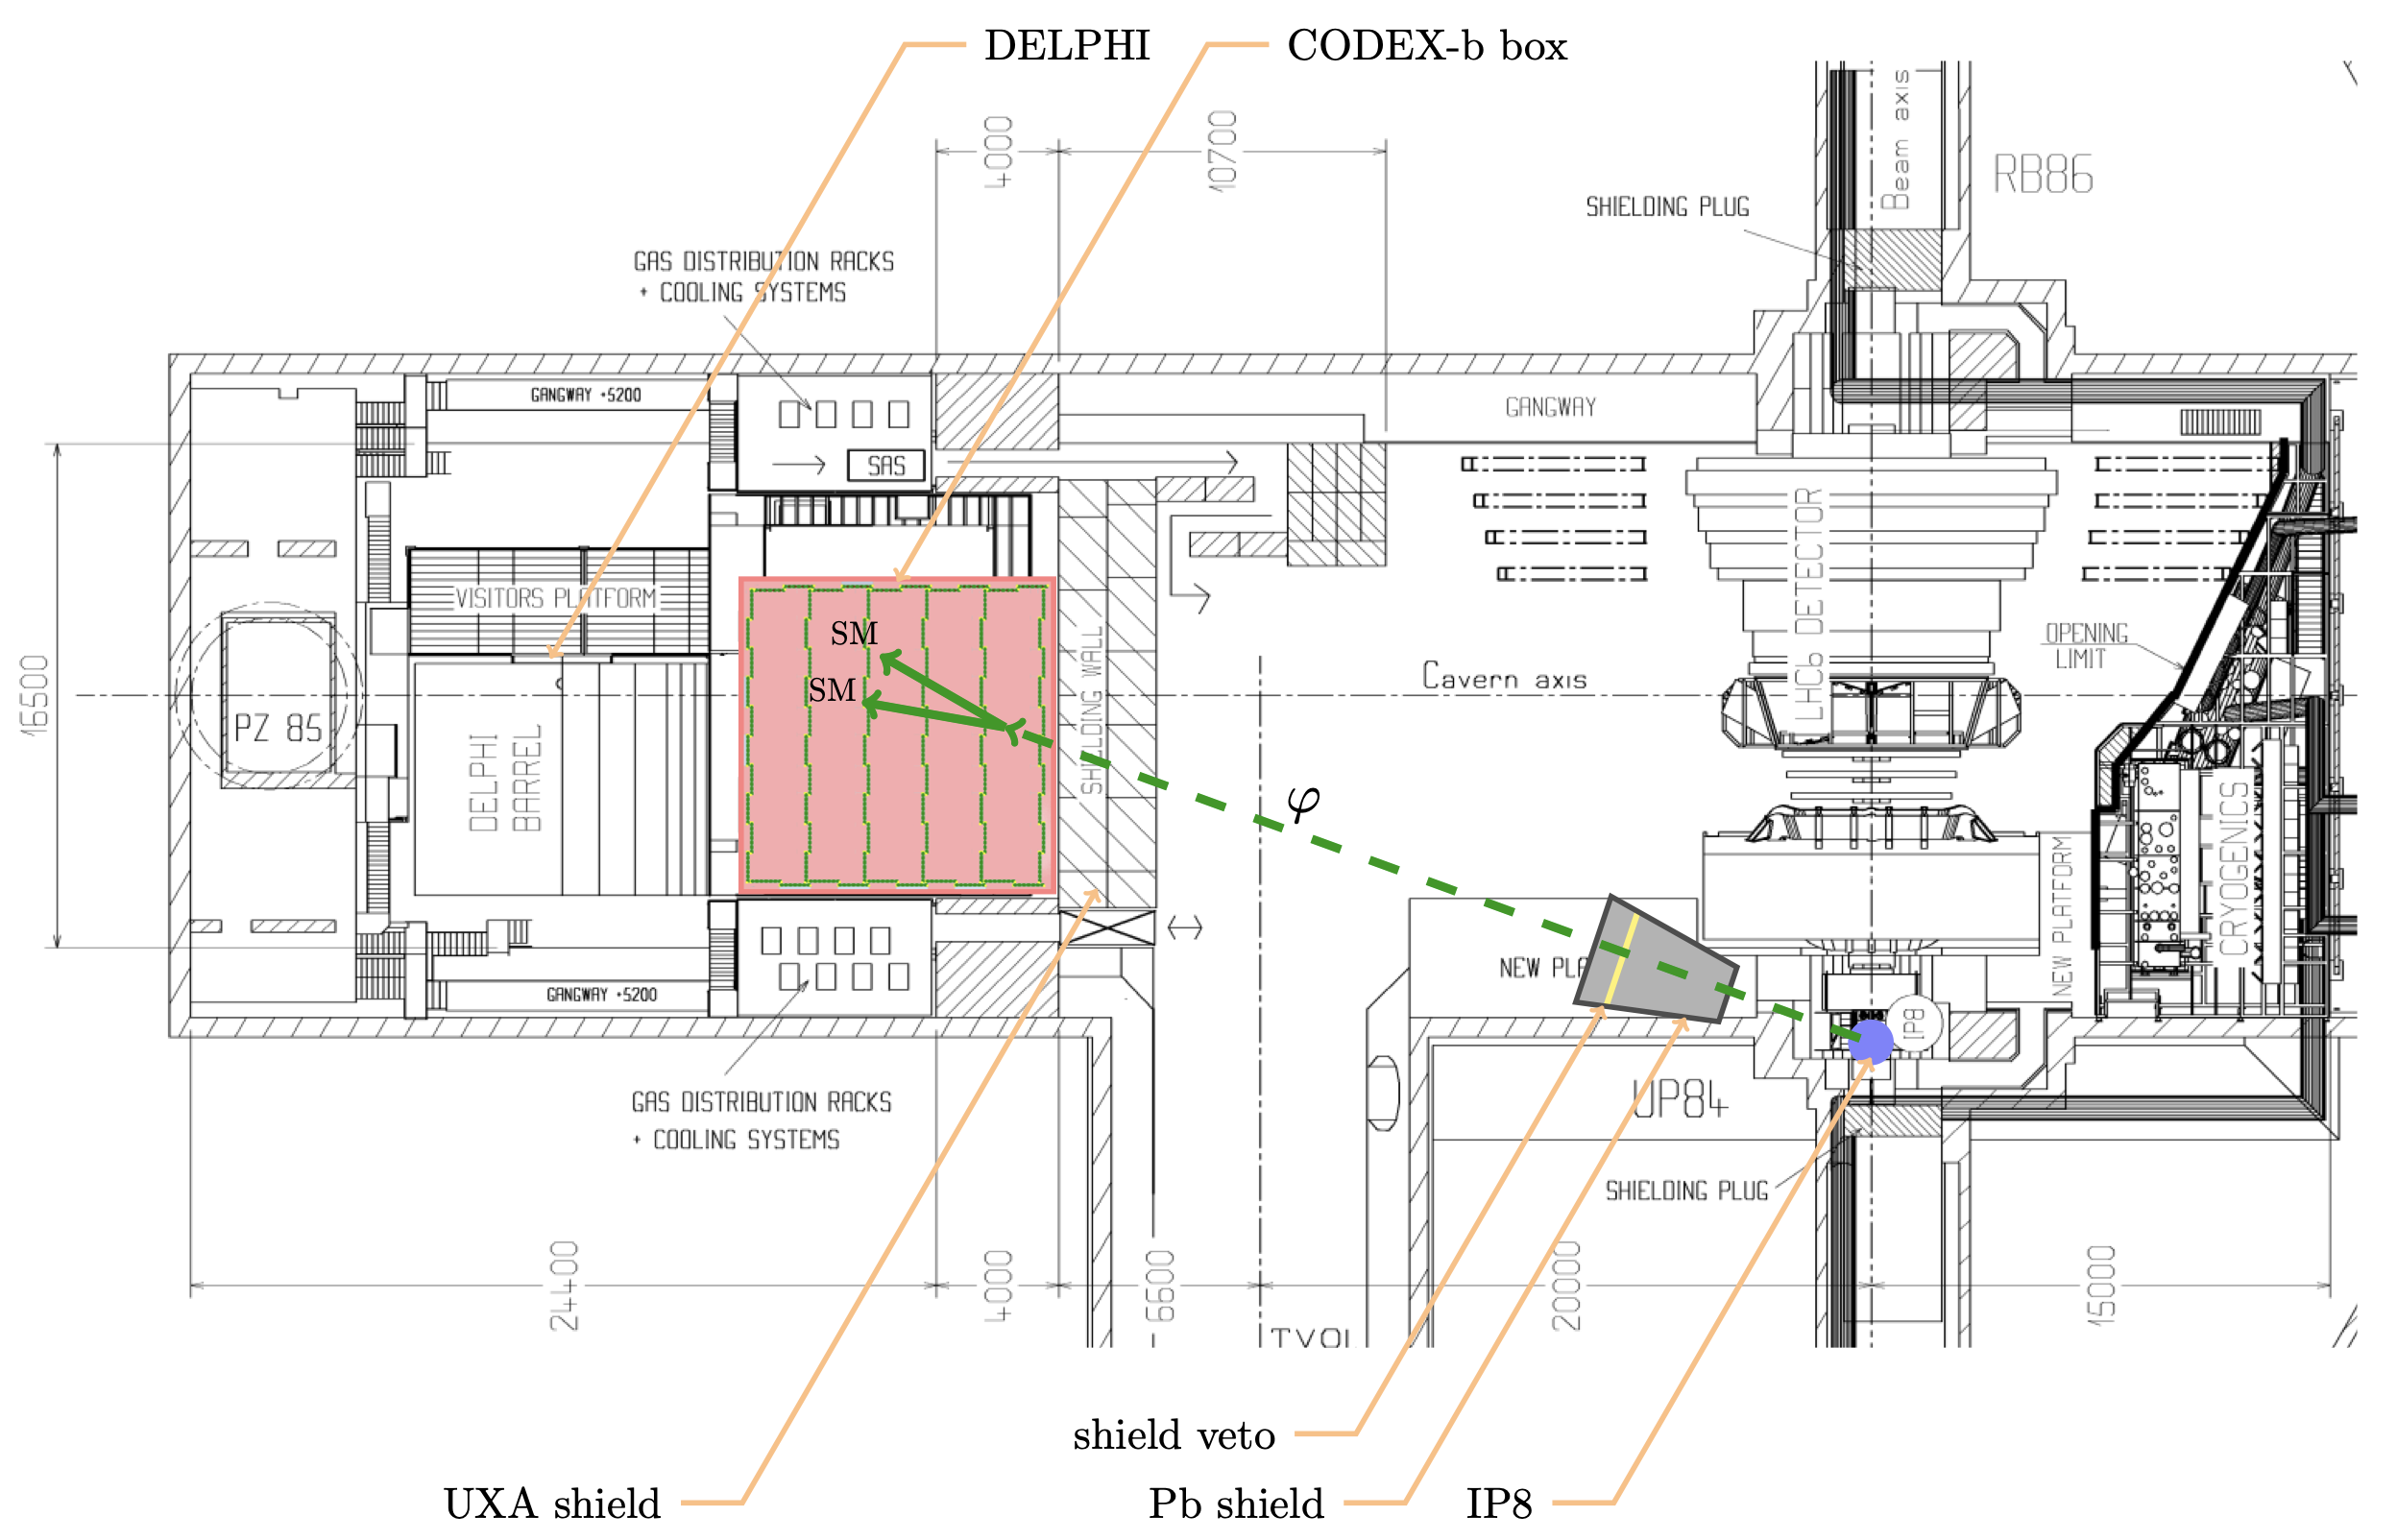 DELPHI
CODEX-b box
4000
10700
Beam axis
RB86
SHIELDING PLUG
GAS DISTRIBUTION RACKS
+ COOLING SYSTEMS
GANGWAY +5200
GANGWAY
SAS
LHCb DETECTOR
VISITORS PLATFORM
SM
SM
SHIELDING WALL
OPENING
LIMIT
Cavern axis
16500
PZ 85
DELPHI
BARREL
φ
CRYOGENICS
NEW PLATFORM
NEW PLA
GANGWAY +5200
IP8
GAS DISTRIBUTION RACKS
+ COOLING SYSTEMS
UP84
SHIELDING PLUG
24400
4000
6600
20000
15000
shield veto
UXA shield
Pb shield
IP8